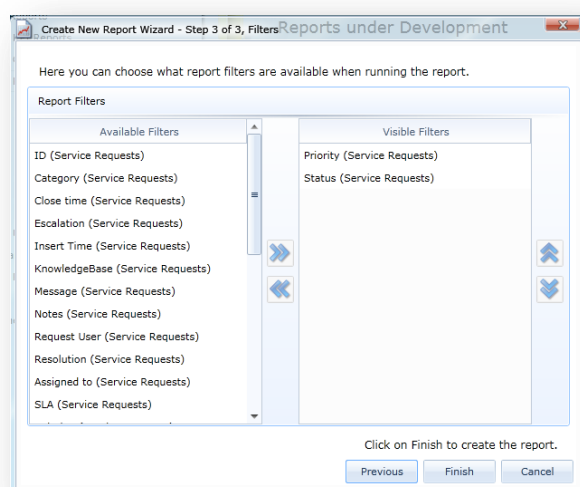 Reports under Development
Create New Report Wizard - Step 3 of 3, Filters
Reports
Here you can choose what report filters are available when running the report.
Report Filters
Available Filters
Visible Filters
ID (Service Requests)
Priority (Service Requests)
Category (Service Requests)
Status (Service Requests)
Close time (Service Requests)
Escalation (Service Requests)
Insert Time (Service Requests)
KnowledgeBase (Service Requests)
Message (Service Requests)
Notes (Service Requests)
Request User (Service Requests)
Resolution (Service Requests)
Assigned to (Service Requests)
SLA (Service Requests)
Click on Finish to create the report.
Previous
Finish
Cancel